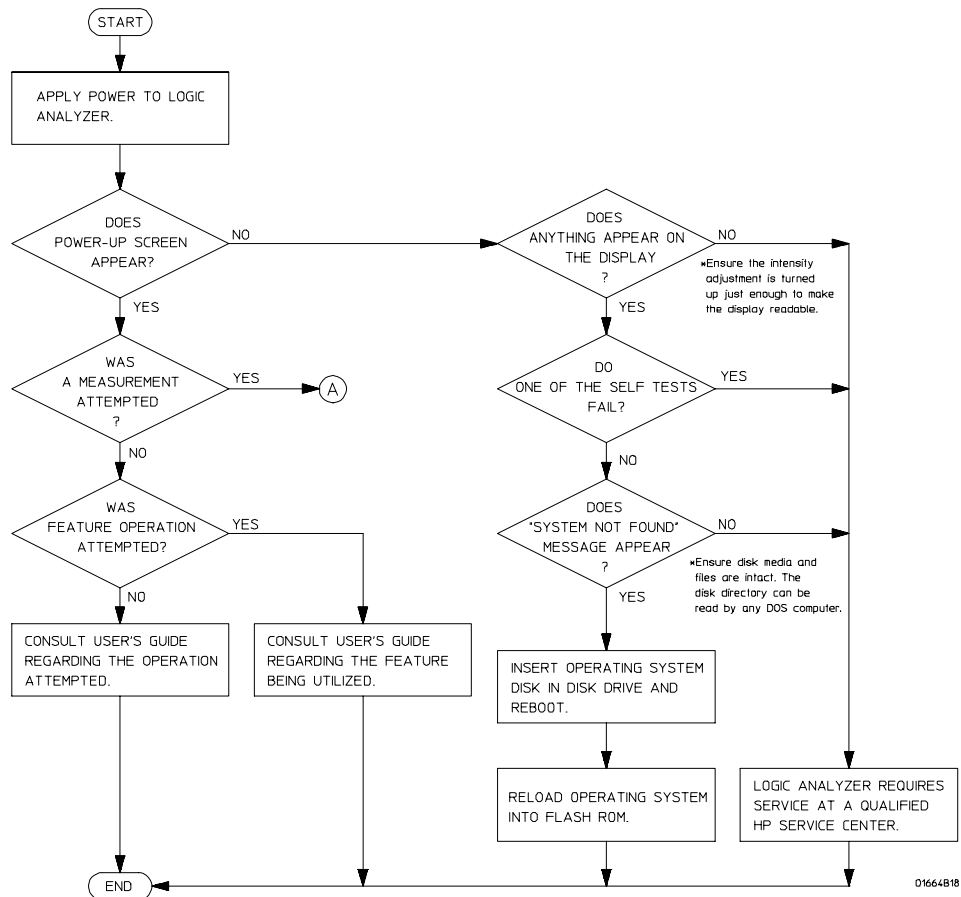 START
APPLY POWER TO LOGIC
ANALYZER.
DOES
POWER-UP SCREEN
APPEAR?
NO
YES
DOES
ANYTHING APPEAR ON
THE DISPLAY
?
NO
*Ensure the intensity
adjustment is turned
up just enough to make
the display readable.
YES
WAS
A MEASUREMENT
ATTEMPTED
?
YES
A
NO
DO
ONE OF THE SELF TESTS
FAIL?
YES
NO
WAS
FEATURE OPERATION
ATTEMPTED?
YES
NO
DOES
"SYSTEM NOT FOUND"
MESSAGE APPEAR
?
NO
*Ensure disk media and
files are intact. The
disk directory can be
read by any DOS computer.
YES
CONSULT USER'S GUIDE
REGARDING THE OPERATION
ATTEMPTED.
CONSULT USER'S GUIDE
REGARDING THE FEATURE
BEING UTILIZED.
INSERT OPERATING SYSTEM
DISK IN DISK DRIVE AND
REBOOT.
RELOAD OPERATING SYSTEM
INTO FLASH ROM.
LOGIC ANALYZER REQUIRES
SERVICE AT A QUALIFIED
HP SERVICE CENTER.
END
01664B18